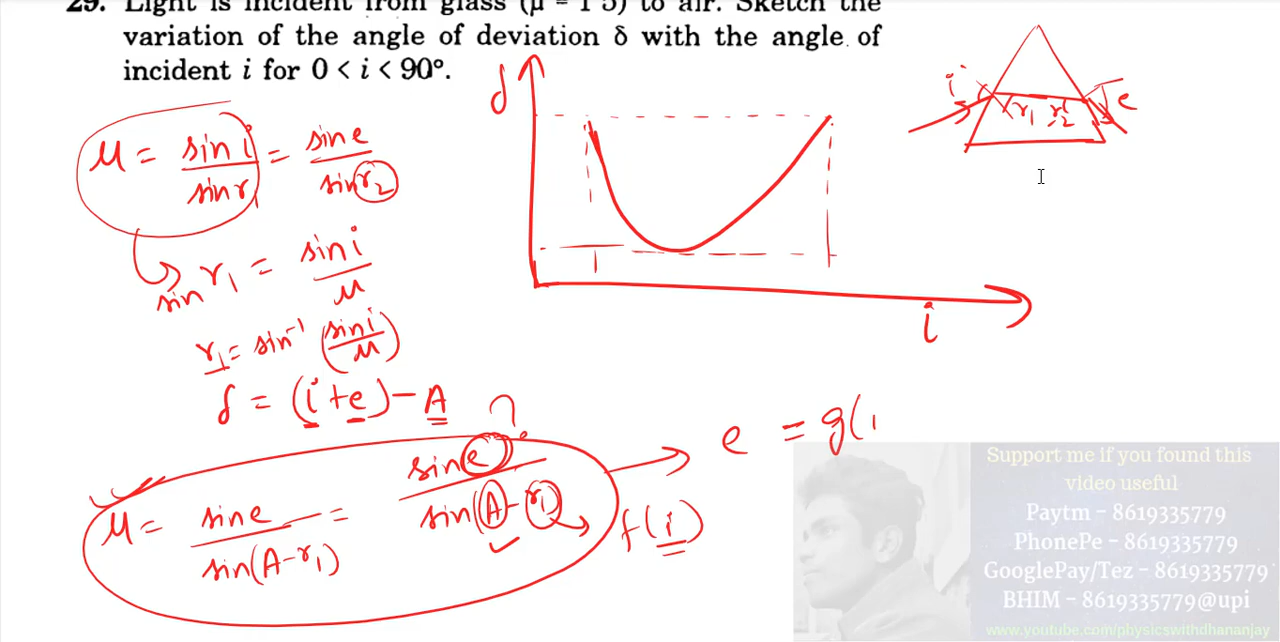 29. Light is incident from glass (μ = 1 5) to air. Sketch the
variation of the angle of deviation δ with the angle of
incident i for 0 < i < 90°.
δ
i
i
r₁ r₂
e
μ = sin i / sin r₁ = sin e / sin r₂
sin r₁ = sin i / μ
r₁ = sin⁻¹ (sin i / μ)
δ = (i + e) - A
?
μ = sin e / sin(A - r₁) = sin e / sin(A - r₁)
f(i)
e = g(
Support me if you found this
video useful
Paytm - 8619335779
PhonePe - 8619335779
GooglePay/Tez - 8619335779
BHIM - 8619335779@upi
www.youtube.com/physicswithdhananjay